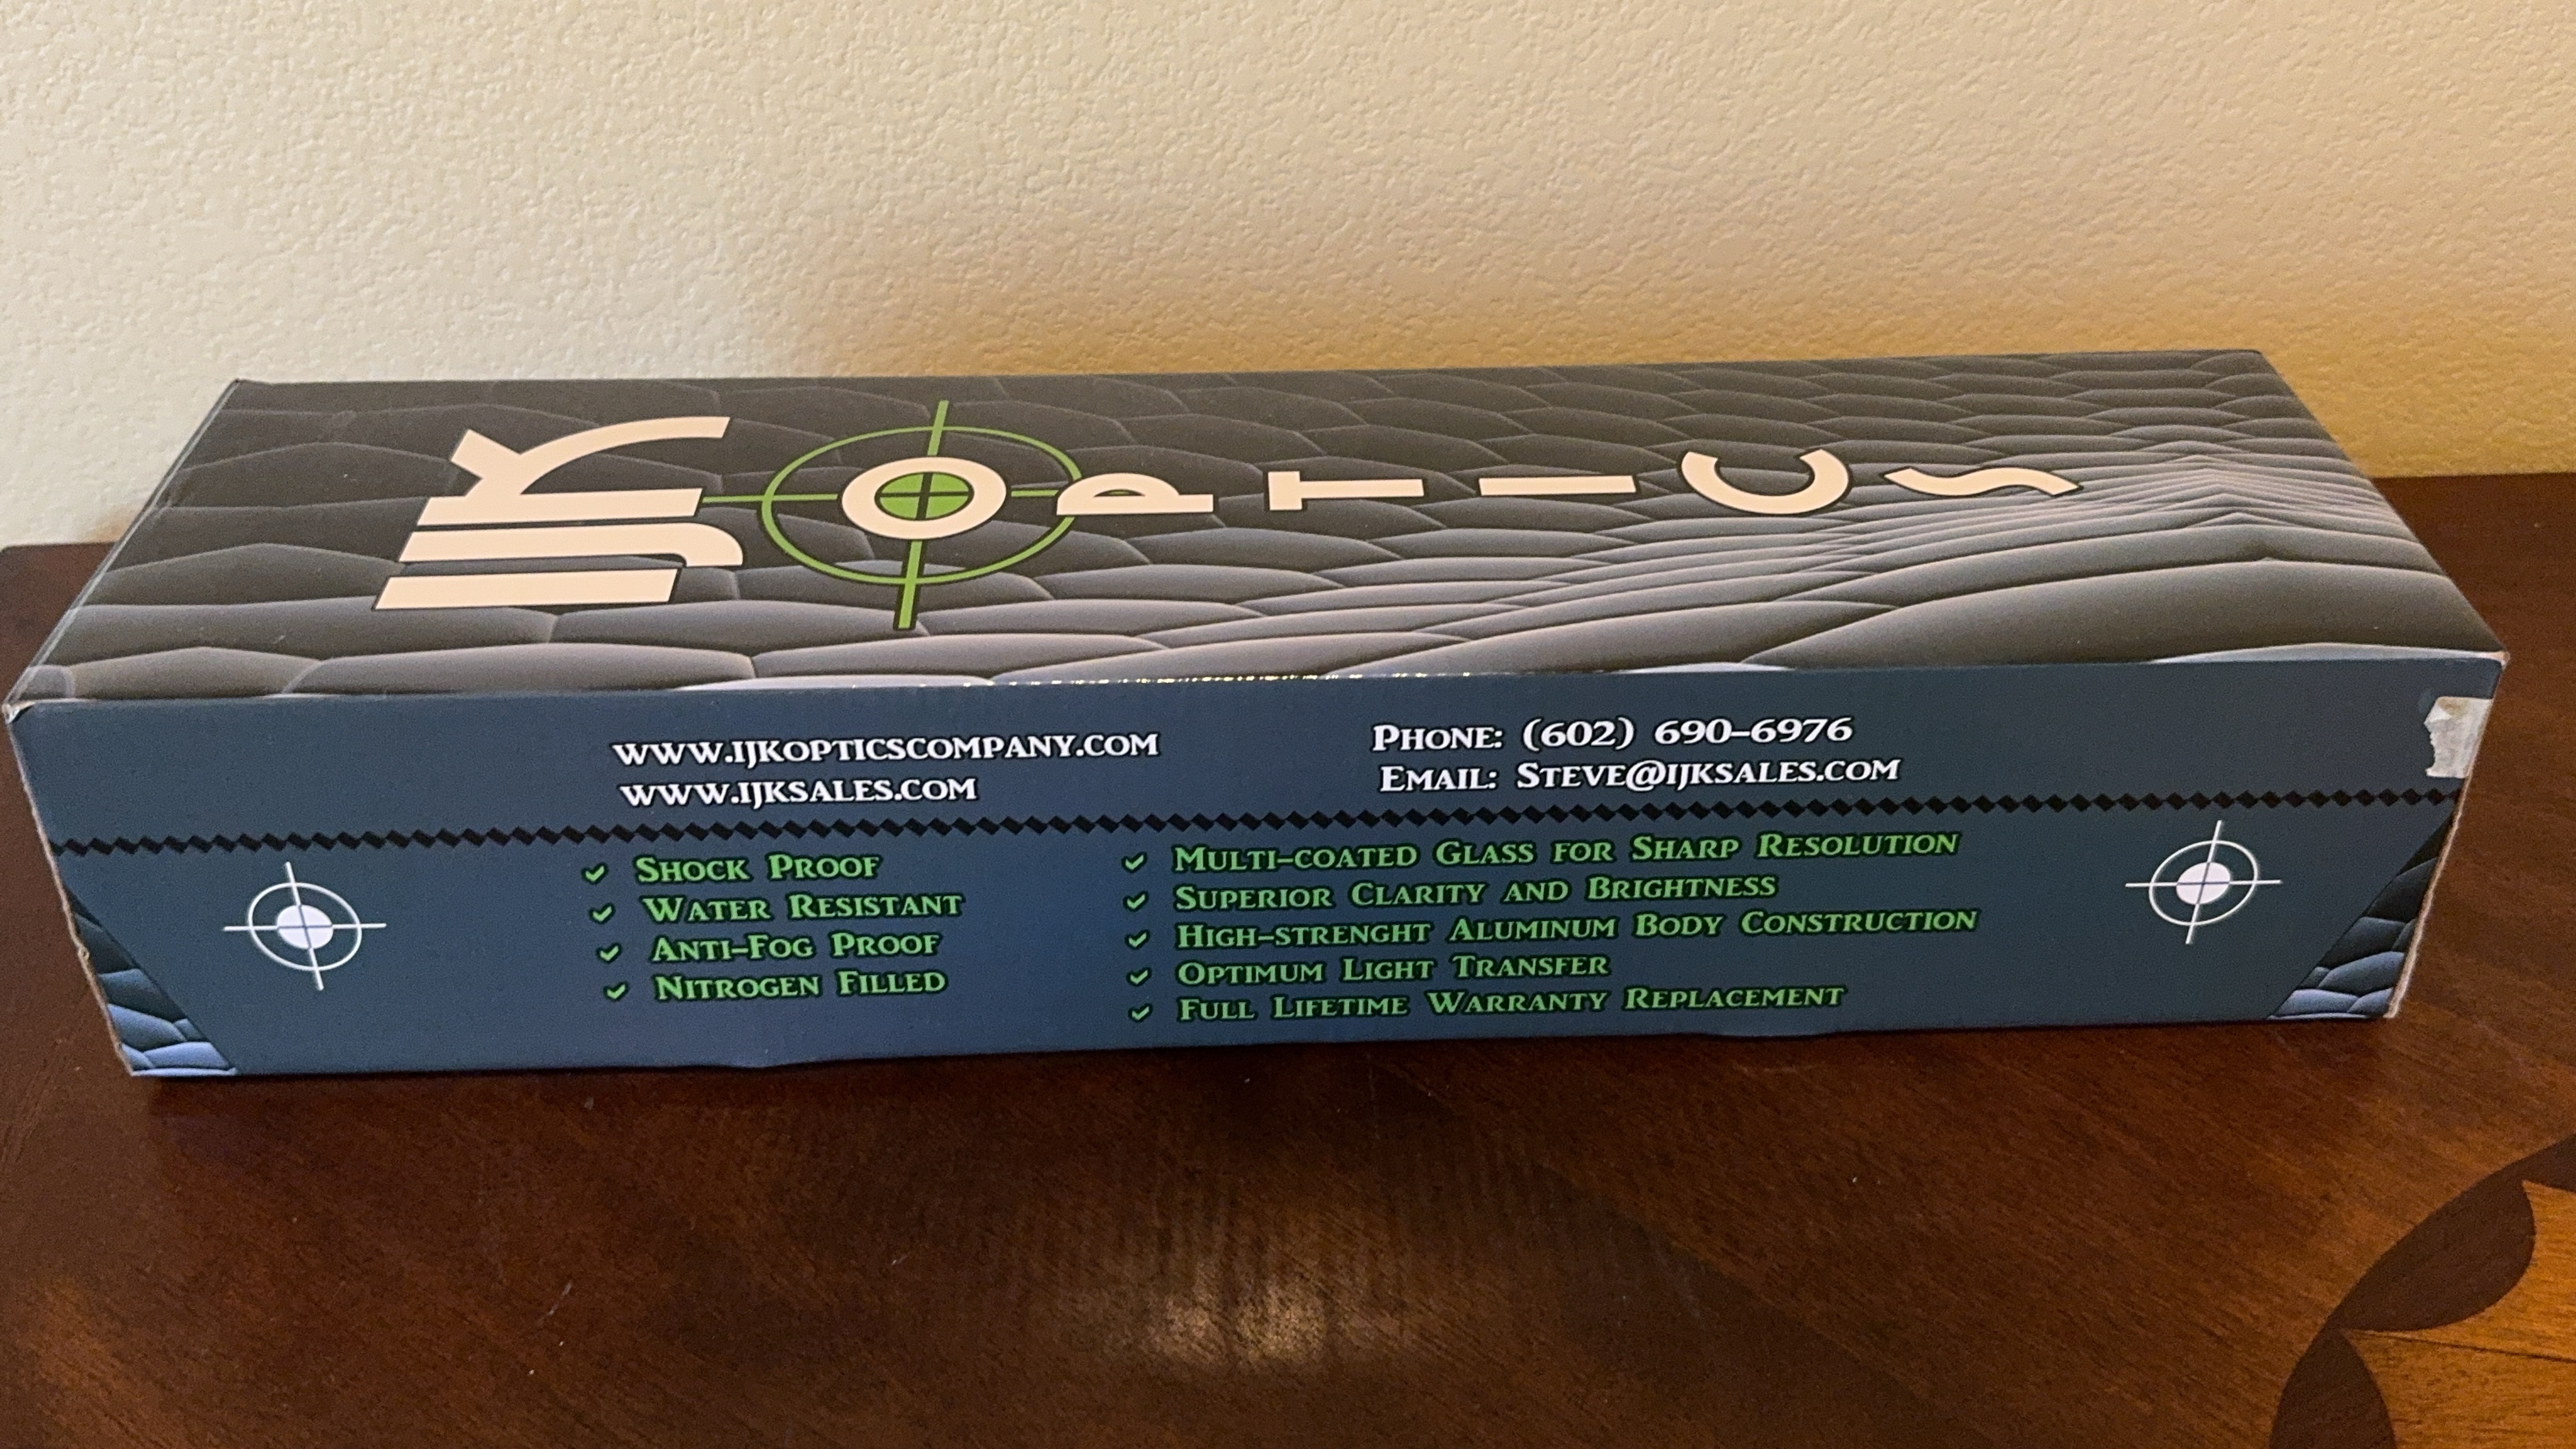 IJK OPTICS
WWW.IJKOPTICSCOMPANY.COM
WWW.IJKSALES.COM
PHONE: (602) 690-6976
EMAIL: STEVE@IJKSALES.COM
SHOCK PROOF
WATER RESISTANT
ANTI-FOG PROOF
NITROGEN FILLED
MULTI-COATED GLASS FOR SHARP RESOLUTION
SUPERIOR CLARITY AND BRIGHTNESS
HIGH-STRENGHT ALUMINUM BODY CONSTRUCTION
OPTIMUM LIGHT TRANSFER
FULL LIFETIME WARRANTY REPLACEMENT